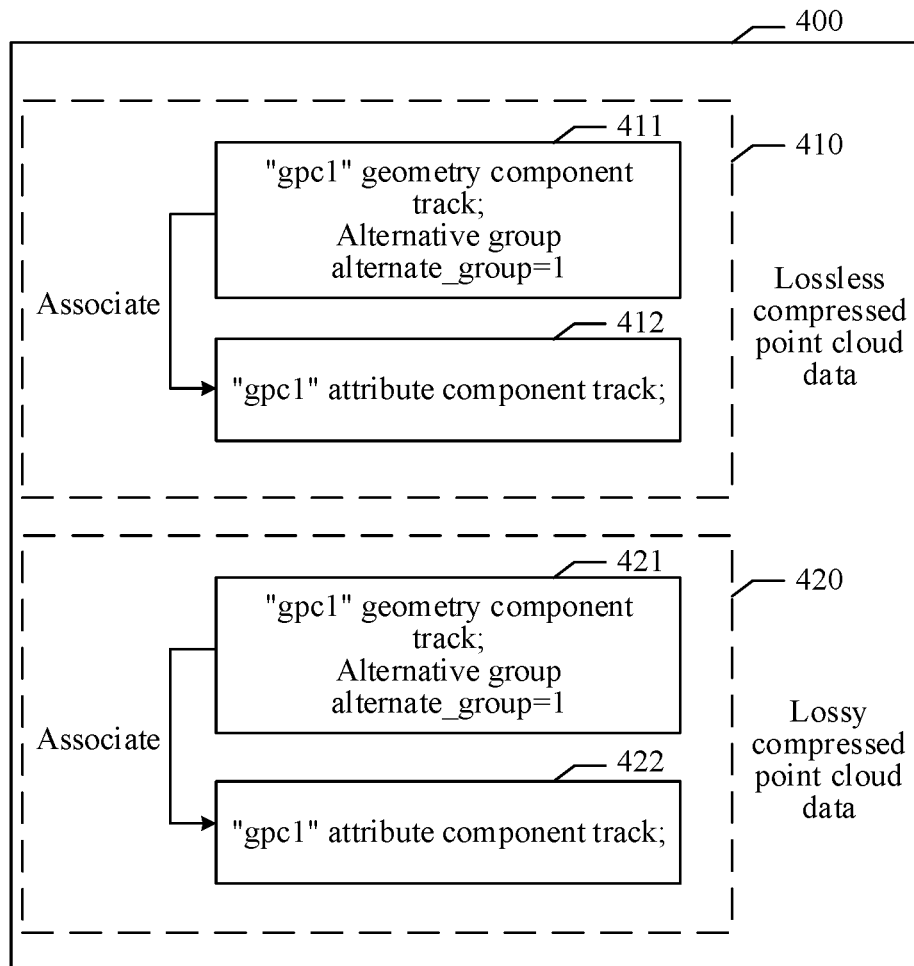 400
411
410
"gpc1" geometry component
track;
Alternative group
alternate_group=1
Associate
412
Lossless
compressed
point cloud
data
"gpc1" attribute component track;
421
420
"gpc1" geometry component
track;
Alternative group
alternate_group=1
Associate
422
Lossy
compressed
point cloud
data
"gpc1" attribute component track;